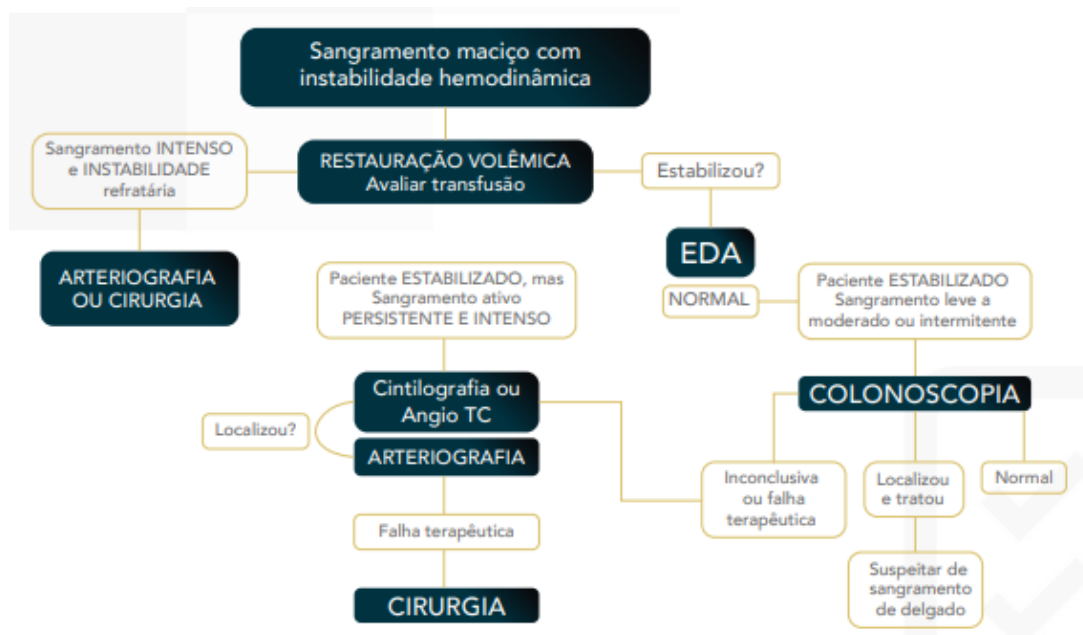 Sangramento maciço com
instabilidade hemodinâmica
Sangramento INTENSO
e INSTABILIDADE
refratária
RESTAURAÇÃO VOLÊMICA
Avaliar transfusão
Estabilizou?
ARTERIOGRAFIA
OU CIRURGIA
EDA
NORMAL
Paciente ESTABILIZADO
Sangramento leve a
moderado ou intermitente
Paciente ESTABILIZADO, mas
Sangramento ativo
PERSISTENTE E INTENSO
Cintilografia ou
Angio TC
Localizou?
ARTERIOGRAFIA
COLONOSCOPIA
Inconclusiva
ou falha
terapêutica
Localizou
e tratou
Normal
Falha terapêutica
Suspeitar de
sangramento
de delgado
CIRURGIA